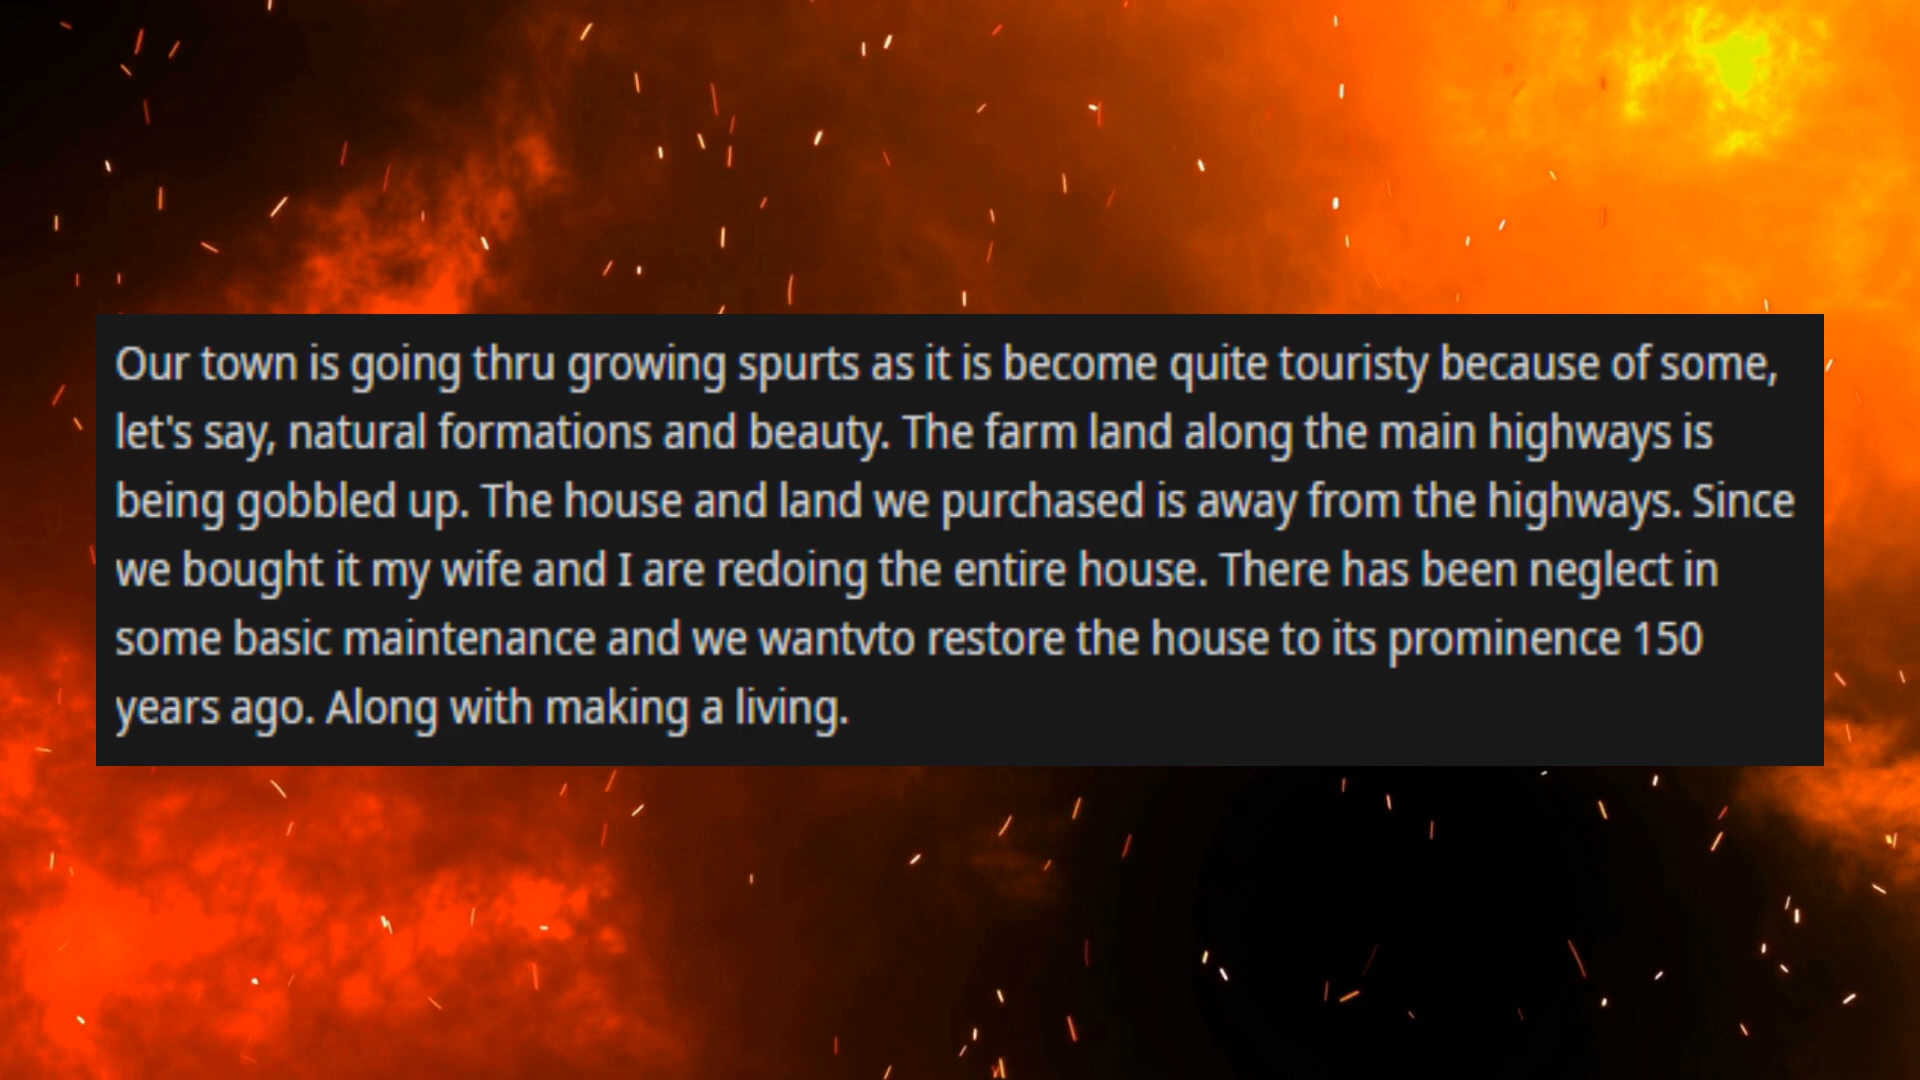 Our town is going thru growing spurts as it is become quite touristy because of some,
let's say, natural formations and beauty. The farm land along the main highways is
being gobbled up. The house and land we purchased is away from the highways. Since
we bought it my wife and I are redoing the entire house. There has been neglect in
some basic maintenance and we wantvto restore the house to its prominence 150
years ago. Along with making a living.